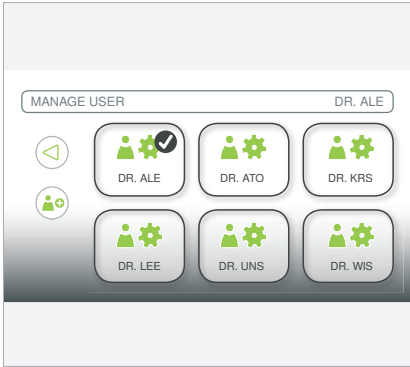 MANAGE USER DR. ALE
DR. ALE DR. ATO DR. KRS
DR. LEE DR. UNS DR. WIS